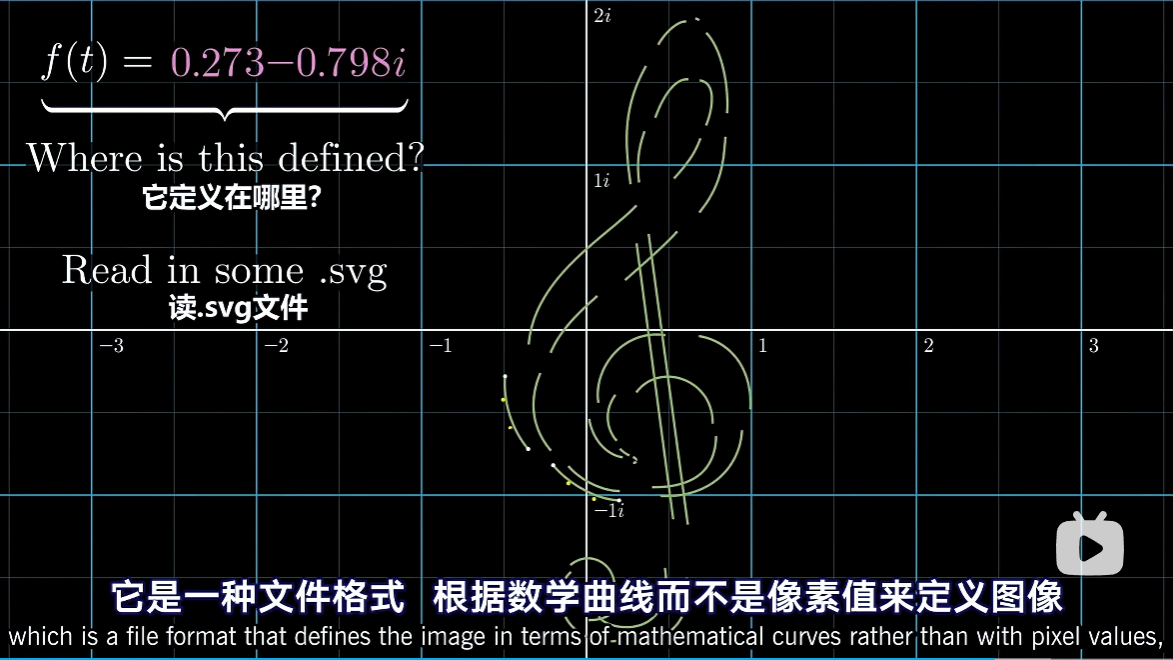 f(t) = 0.273−0.798i
Where is this defined?
它定义在哪里?
Read in some .svg
读.svg文件
2i
1i
−3
−2
−1
1
2
3
−1i
它是一种文件格式 根据数学曲线而不是像素值来定义图像
which is a file format that defines the image in terms of mathematical curves rather than with pixel values,